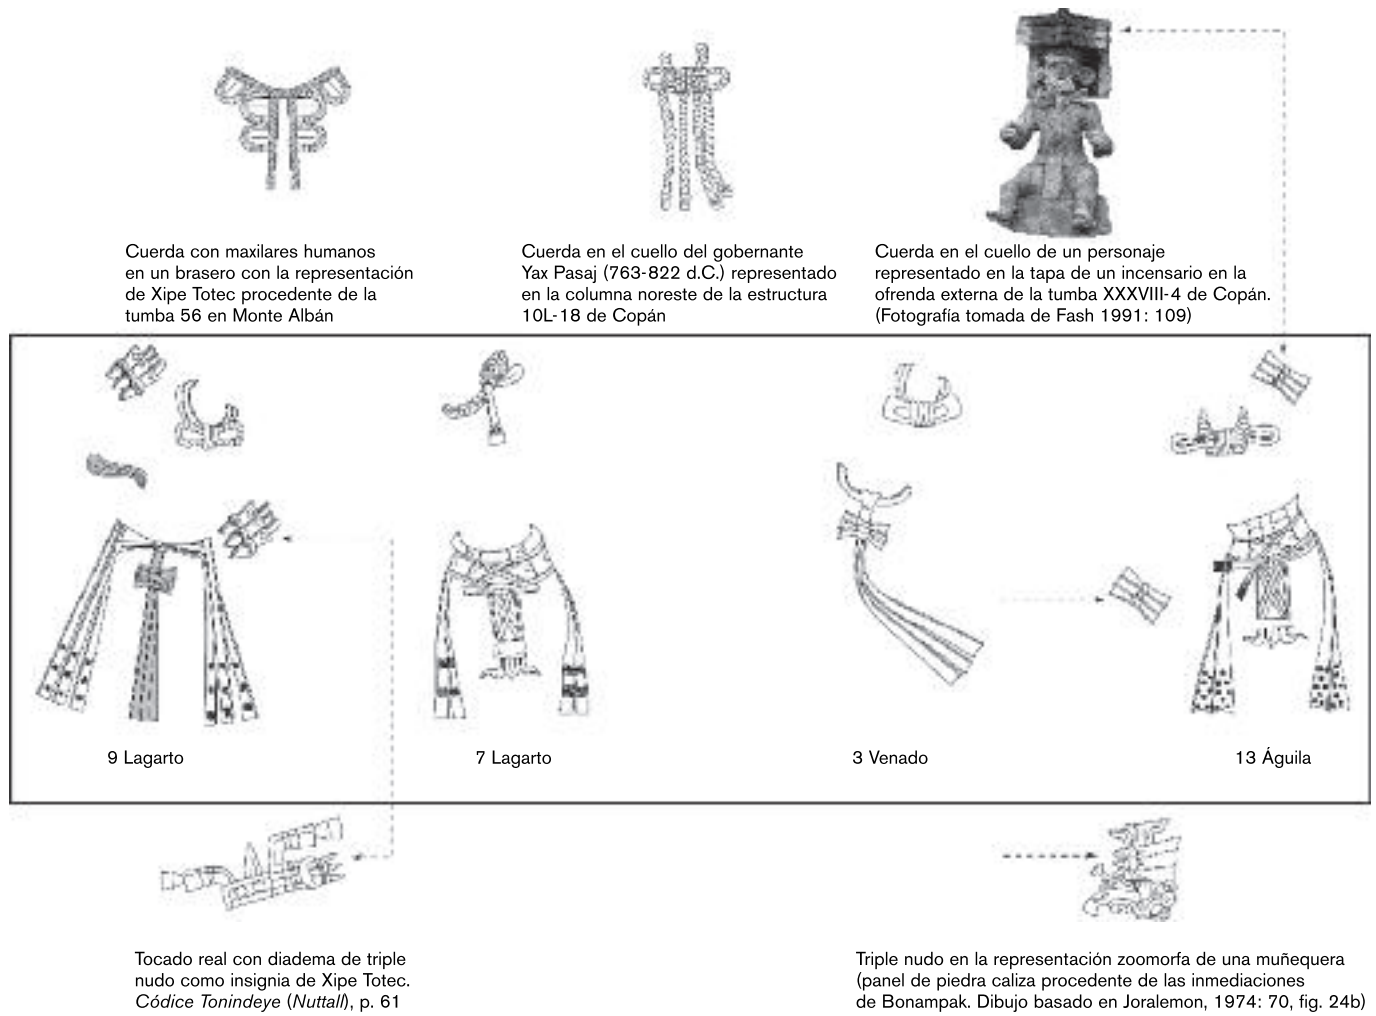 Cuerda con maxilares humanos
en un brasero con la representación
de Xipe Totec procedente de la
tumba 56 en Monte Albán
Cuerda en el cuello del gobernante
Yax Pasaj (763-822 d.C.) representado
en la columna noreste de la estructura
10L-18 de Copán
Cuerda en el cuello de un personaje
representado en la tapa de un incensario en la
ofrenda externa de la tumba XXXVIII-4 de Copán.
(Fotografía tomada de Fash 1991: 109)
9 Lagarto
7 Lagarto
3 Venado
13 Águila
Tocado real con diadema de triple
nudo como insignia de Xipe Totec.
Códice Tonindeye (Nuttall), p. 61
Triple nudo en la representación zoomorfa de una muñequera
(panel de piedra caliza procedente de las inmediaciones
de Bonampak. Dibujo basado en Joralemon, 1974: 70, fig. 24b)